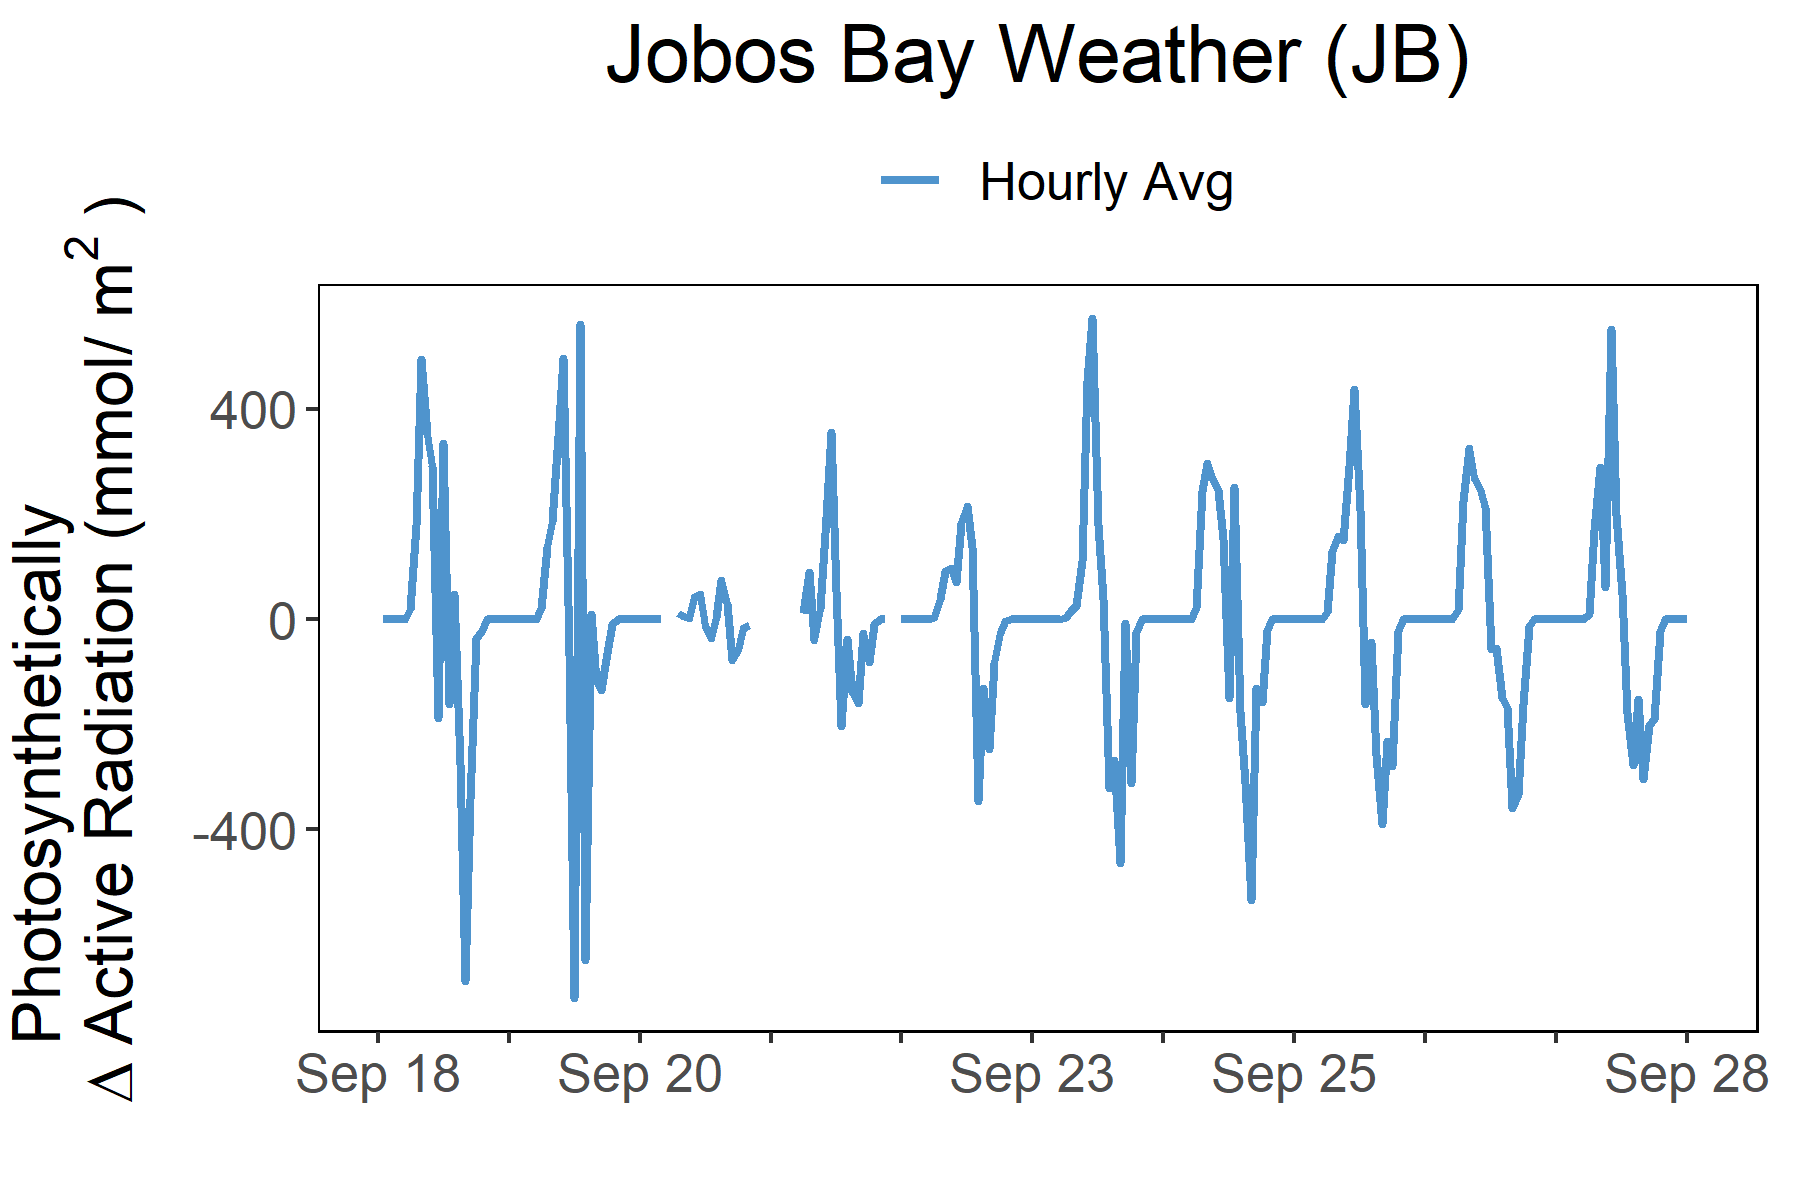 Jobos Bay Weather (JB)
Hourly Avg
Photosynthetically
Δ Active Radiation (mmol/ m² )
400
0
-400
Sep 18 Sep 20 Sep 23 Sep 25 Sep 28